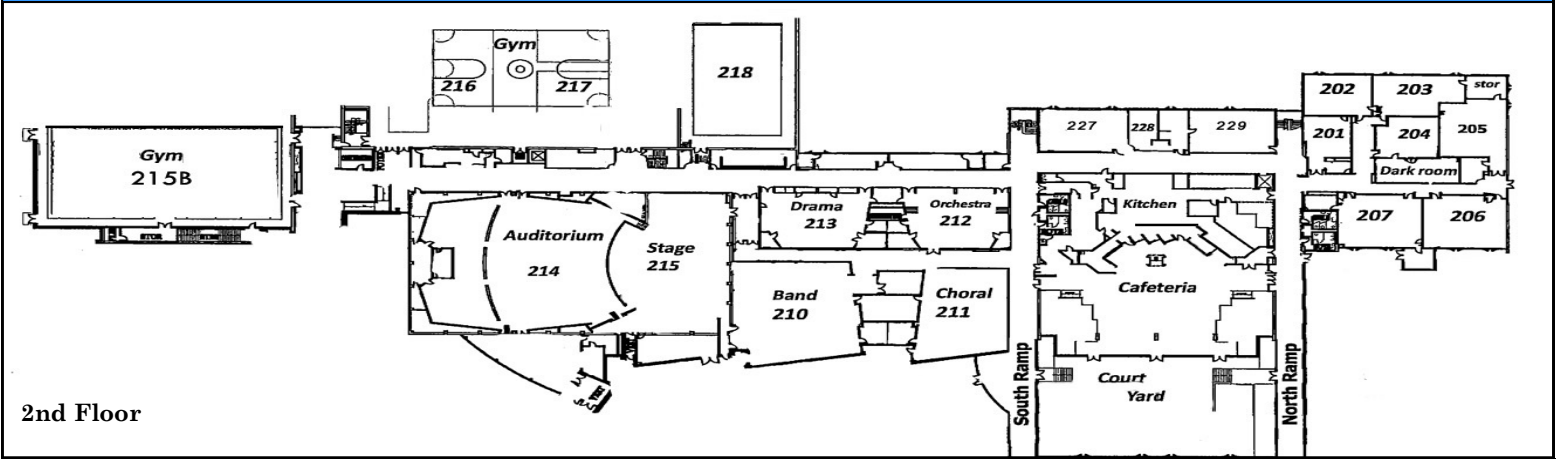 Gym
216
217
218
202
203
stor
227
228
229
201
204
205
Gym
215B
Dark room
Drama
213
Orchestra
212
Kitchen
207
206
Auditorium
214
Stage
215
Band
210
Choral
211
Cafeteria
South Ramp
North Ramp
Court
Yard
2nd Floor